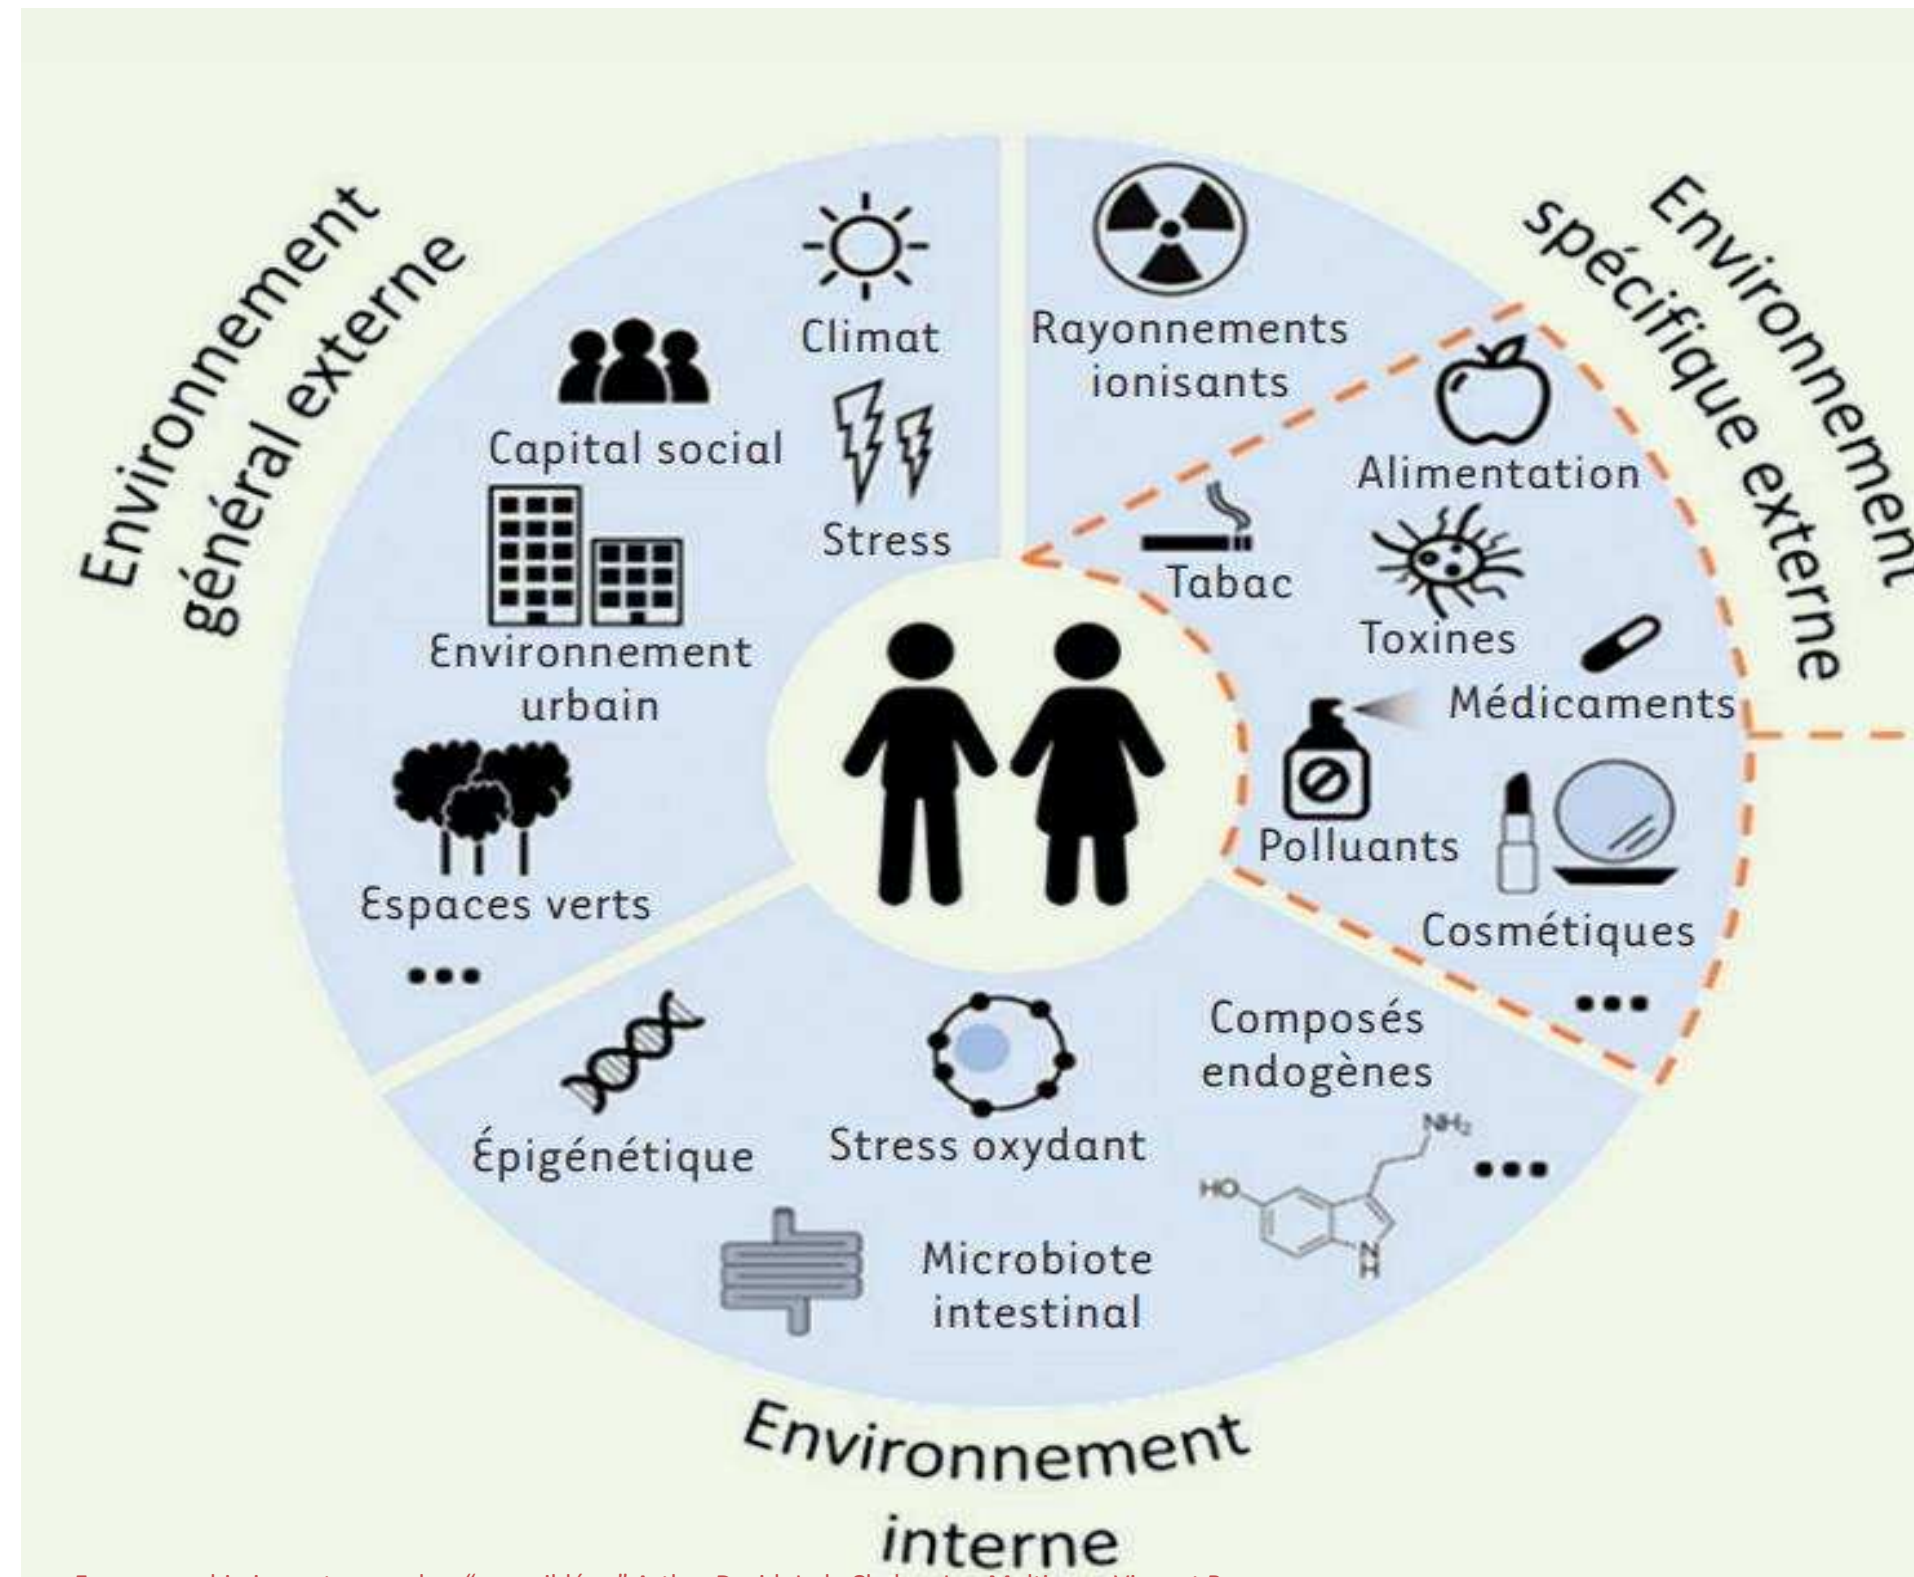 Environnement
général externe
Climat
Capital social
Stress
Environnement
urbain
Espaces verts
...
Environnement
spécifique externe
Rayonnements
ionisants
Alimentation
Tabac
Toxines
Médicaments
Polluants
Cosmétiques
...
Épigénétique
Stress oxydant
Composés
endogènes
NH₂
HO
N
H
...
Microbiote
intestinal
Environnement
interne